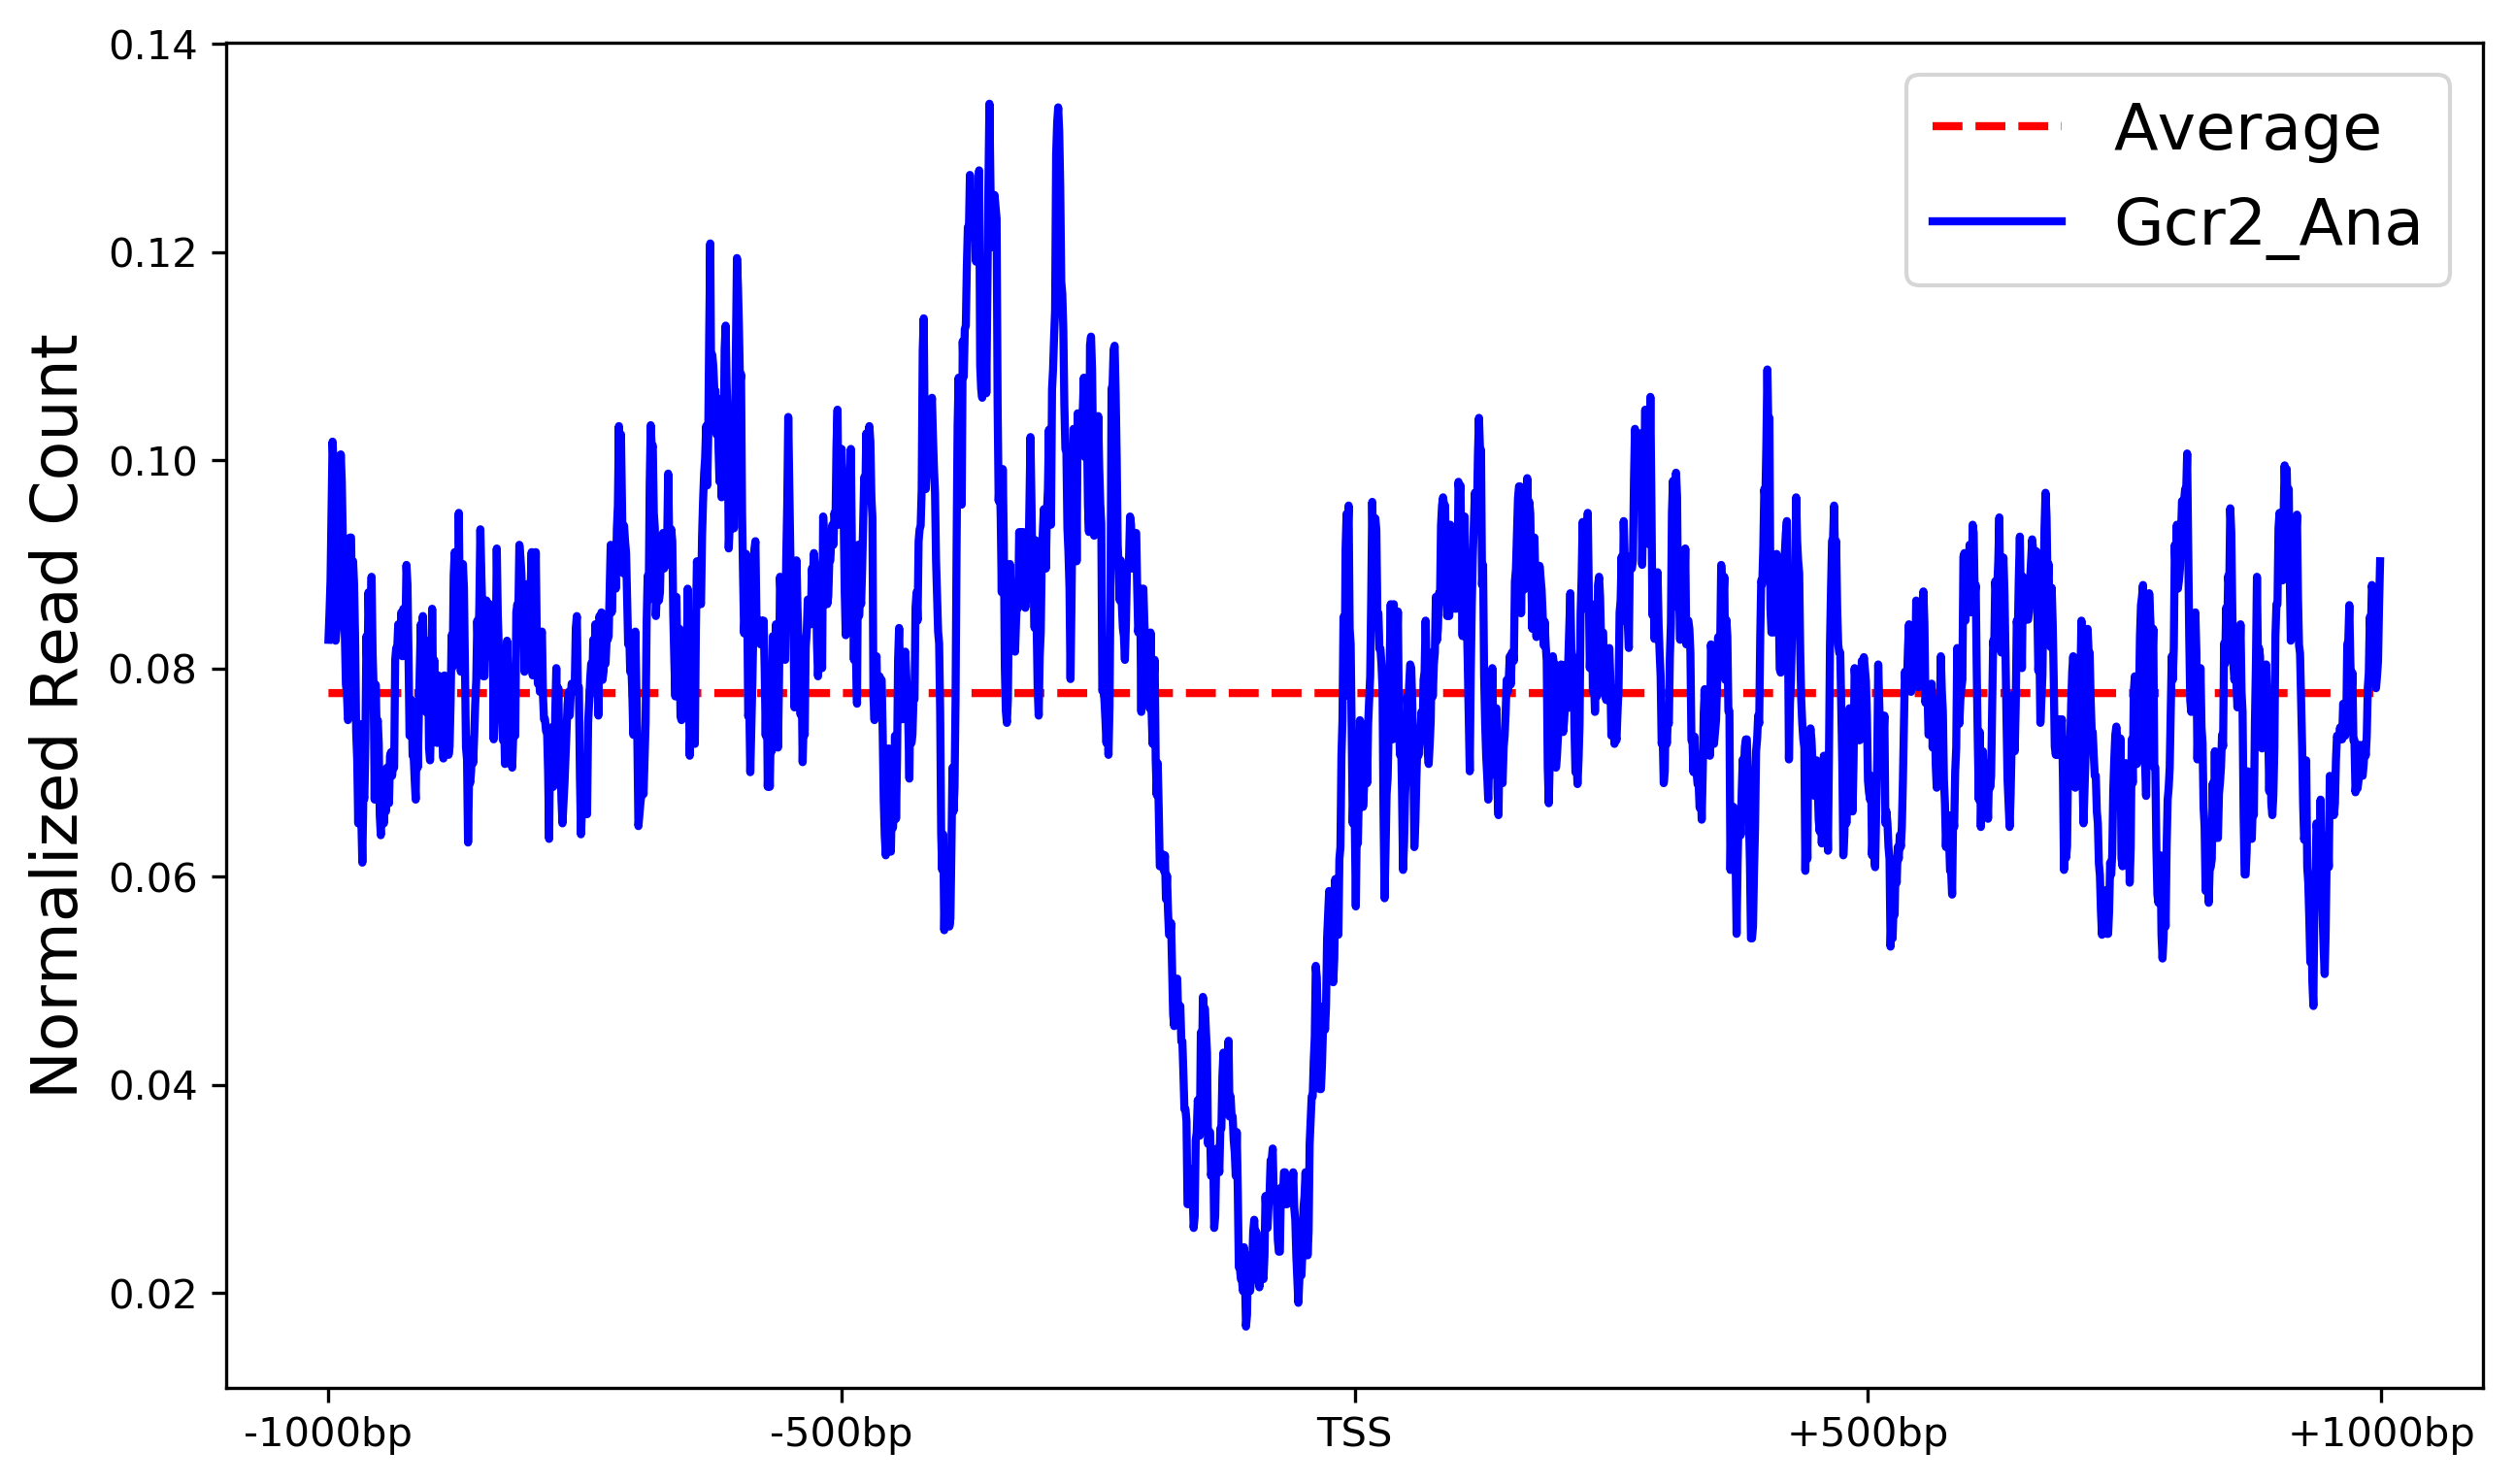 Normalized Read Count
0.14
0.12
0.10
0.08
0.06
0.04
0.02
-1000bp
-500bp
TSS
+500bp
+1000bp
Average
Gcr2_Ana